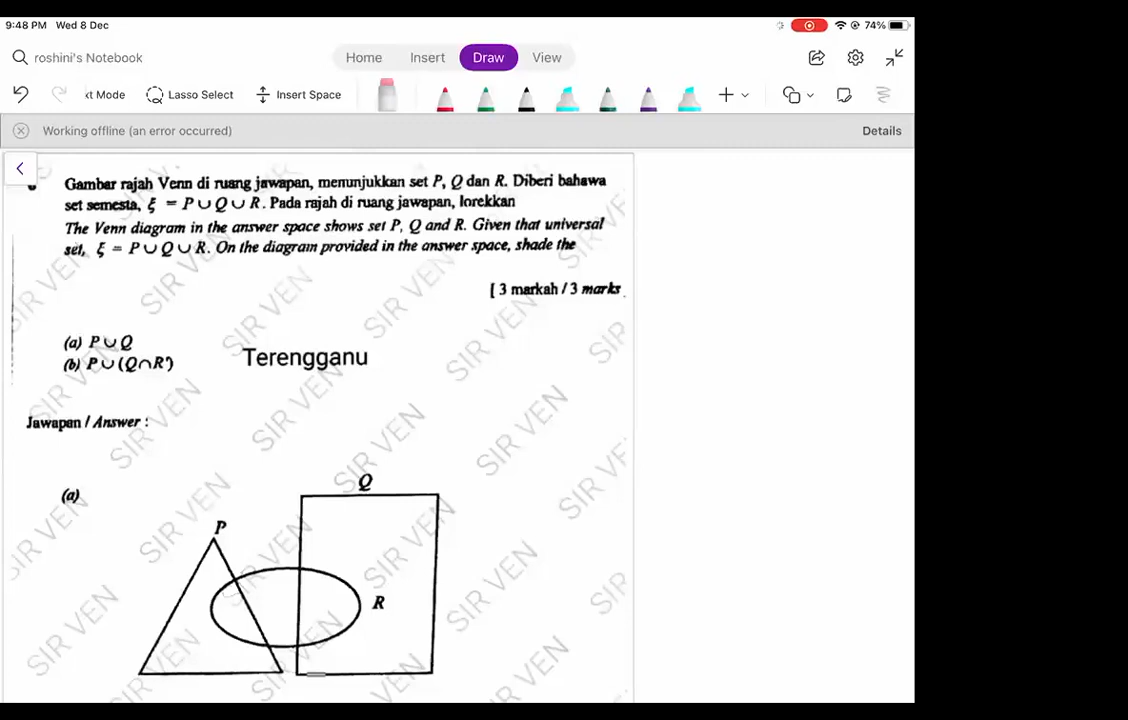 9:48 PM Wed 8 Dec
74%
roshini's Notebook
Home
Insert
Draw
View
xt Mode
Lasso Select
Insert Space
Working offline (an error occurred)
Details
Gambar rajah Venn di ruang jawapan, menunjukkan set P, Q dan R. Diberi bahawa
set semesta, ξ = P ∪ Q ∪ R. Pada rajah di ruang jawapan, lorekkan
The Venn diagram in the answer space shows set P, Q and R. Given that universal
set, ξ = P ∪ Q ∪ R. On the diagram provided in the answer space, shade the
[ 3 markah / 3 marks
(a) P ∪ Q
(b) P ∪ (Q ∩ R')
Terengganu
Jawapan / Answer :
(a)
Q
P
R
SIR VEN